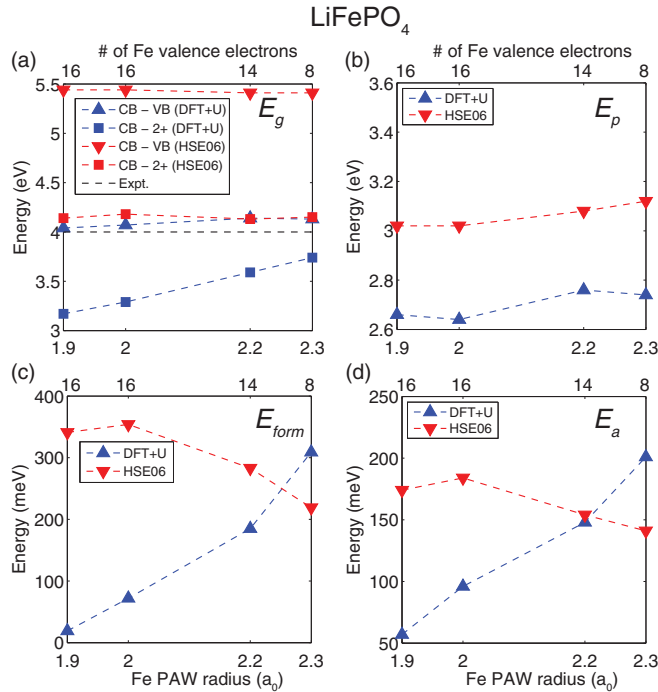 LiFePO4
# of Fe valence electrons
# of Fe valence electrons
(a)
16
16
14
8
(b)
16
16
14
8
5.5
5
4.5
4
3.5
3
Energy (eV)
CB – VB (DFT+U)
CB – 2+ (DFT+U)
CB – VB (HSE06)
CB – 2+ (HSE06)
Expt.
Eg
1.9
2
2.2
2.3
3.6
3.4
3.2
3
2.8
2.6
Energy (eV)
DFT+U
HSE06
Ep
1.9
2
2.2
2.3
(c)
16
16
14
8
400
300
200
100
0
Energy (meV)
DFT+U
HSE06
Eform
1.9
2
2.2
2.3
Fe PAW radius (a0)
(d)
16
16
14
8
250
200
150
100
50
Energy (meV)
DFT+U
HSE06
Ea
1.9
2
2.2
2.3
Fe PAW radius (a0)